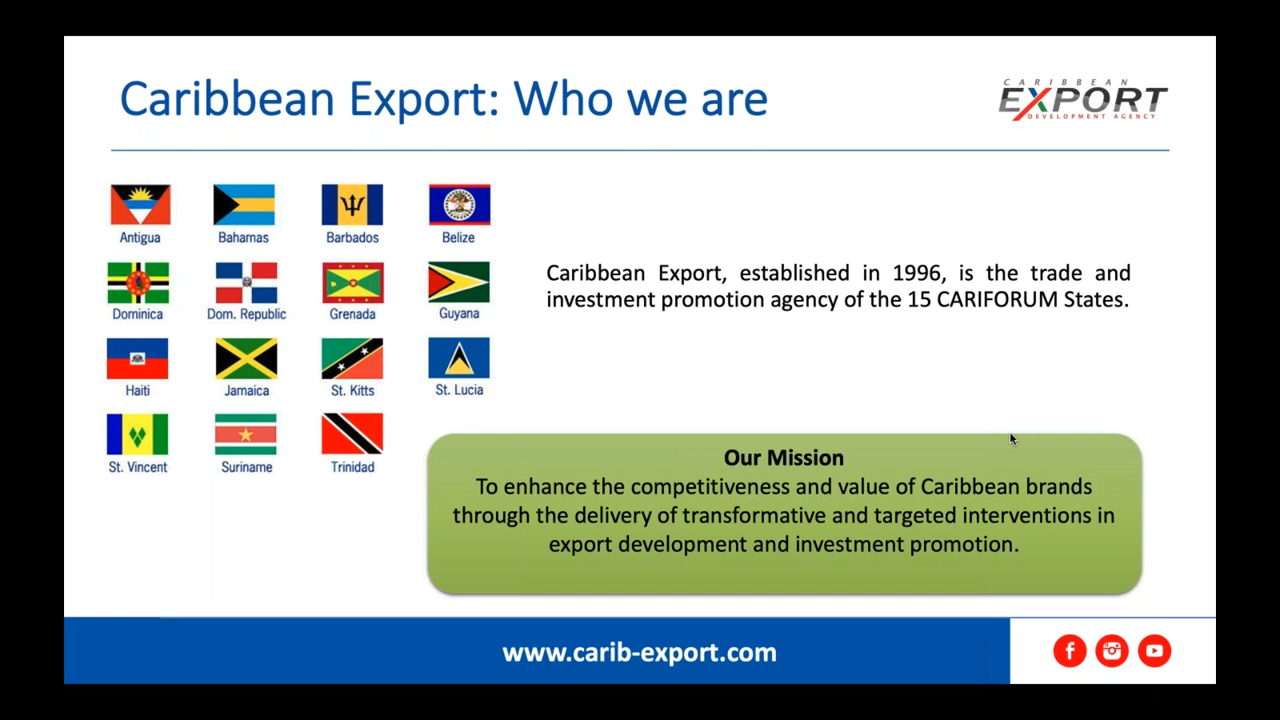 Caribbean Export: Who we are
CARIBBEAN
EXPORT
DEVELOPMENT AGENCY
Antigua
Bahamas
Barbados
Belize
Dominica
Dom. Republic
Grenada
Guyana
Haiti
Jamaica
St. Kitts
St. Lucia
St. Vincent
Suriname
Trinidad
Caribbean Export, established in 1996, is the trade and
investment promotion agency of the 15 CARIFORUM States.
Our Mission
To enhance the competitiveness and value of Caribbean brands
through the delivery of transformative and targeted interventions in
export development and investment promotion.
www.carib-export.com